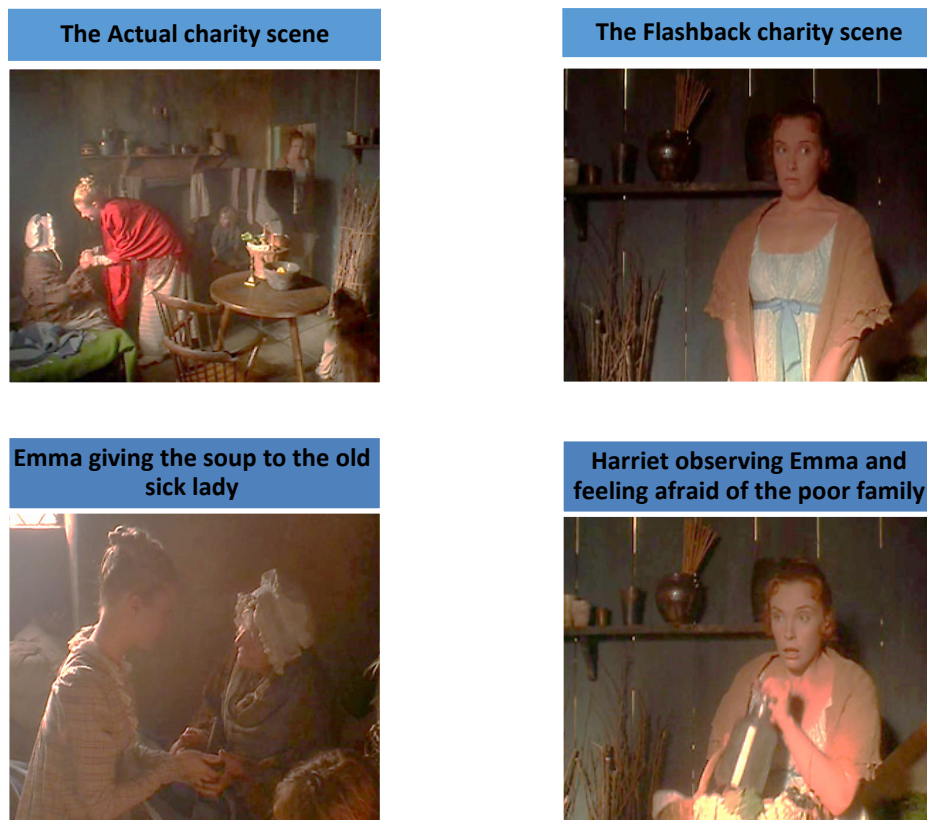 The Actual charity scene
The Flashback charity scene
Emma giving the soup to the old
sick lady
Harriet observing Emma and
feeling afraid of the poor family